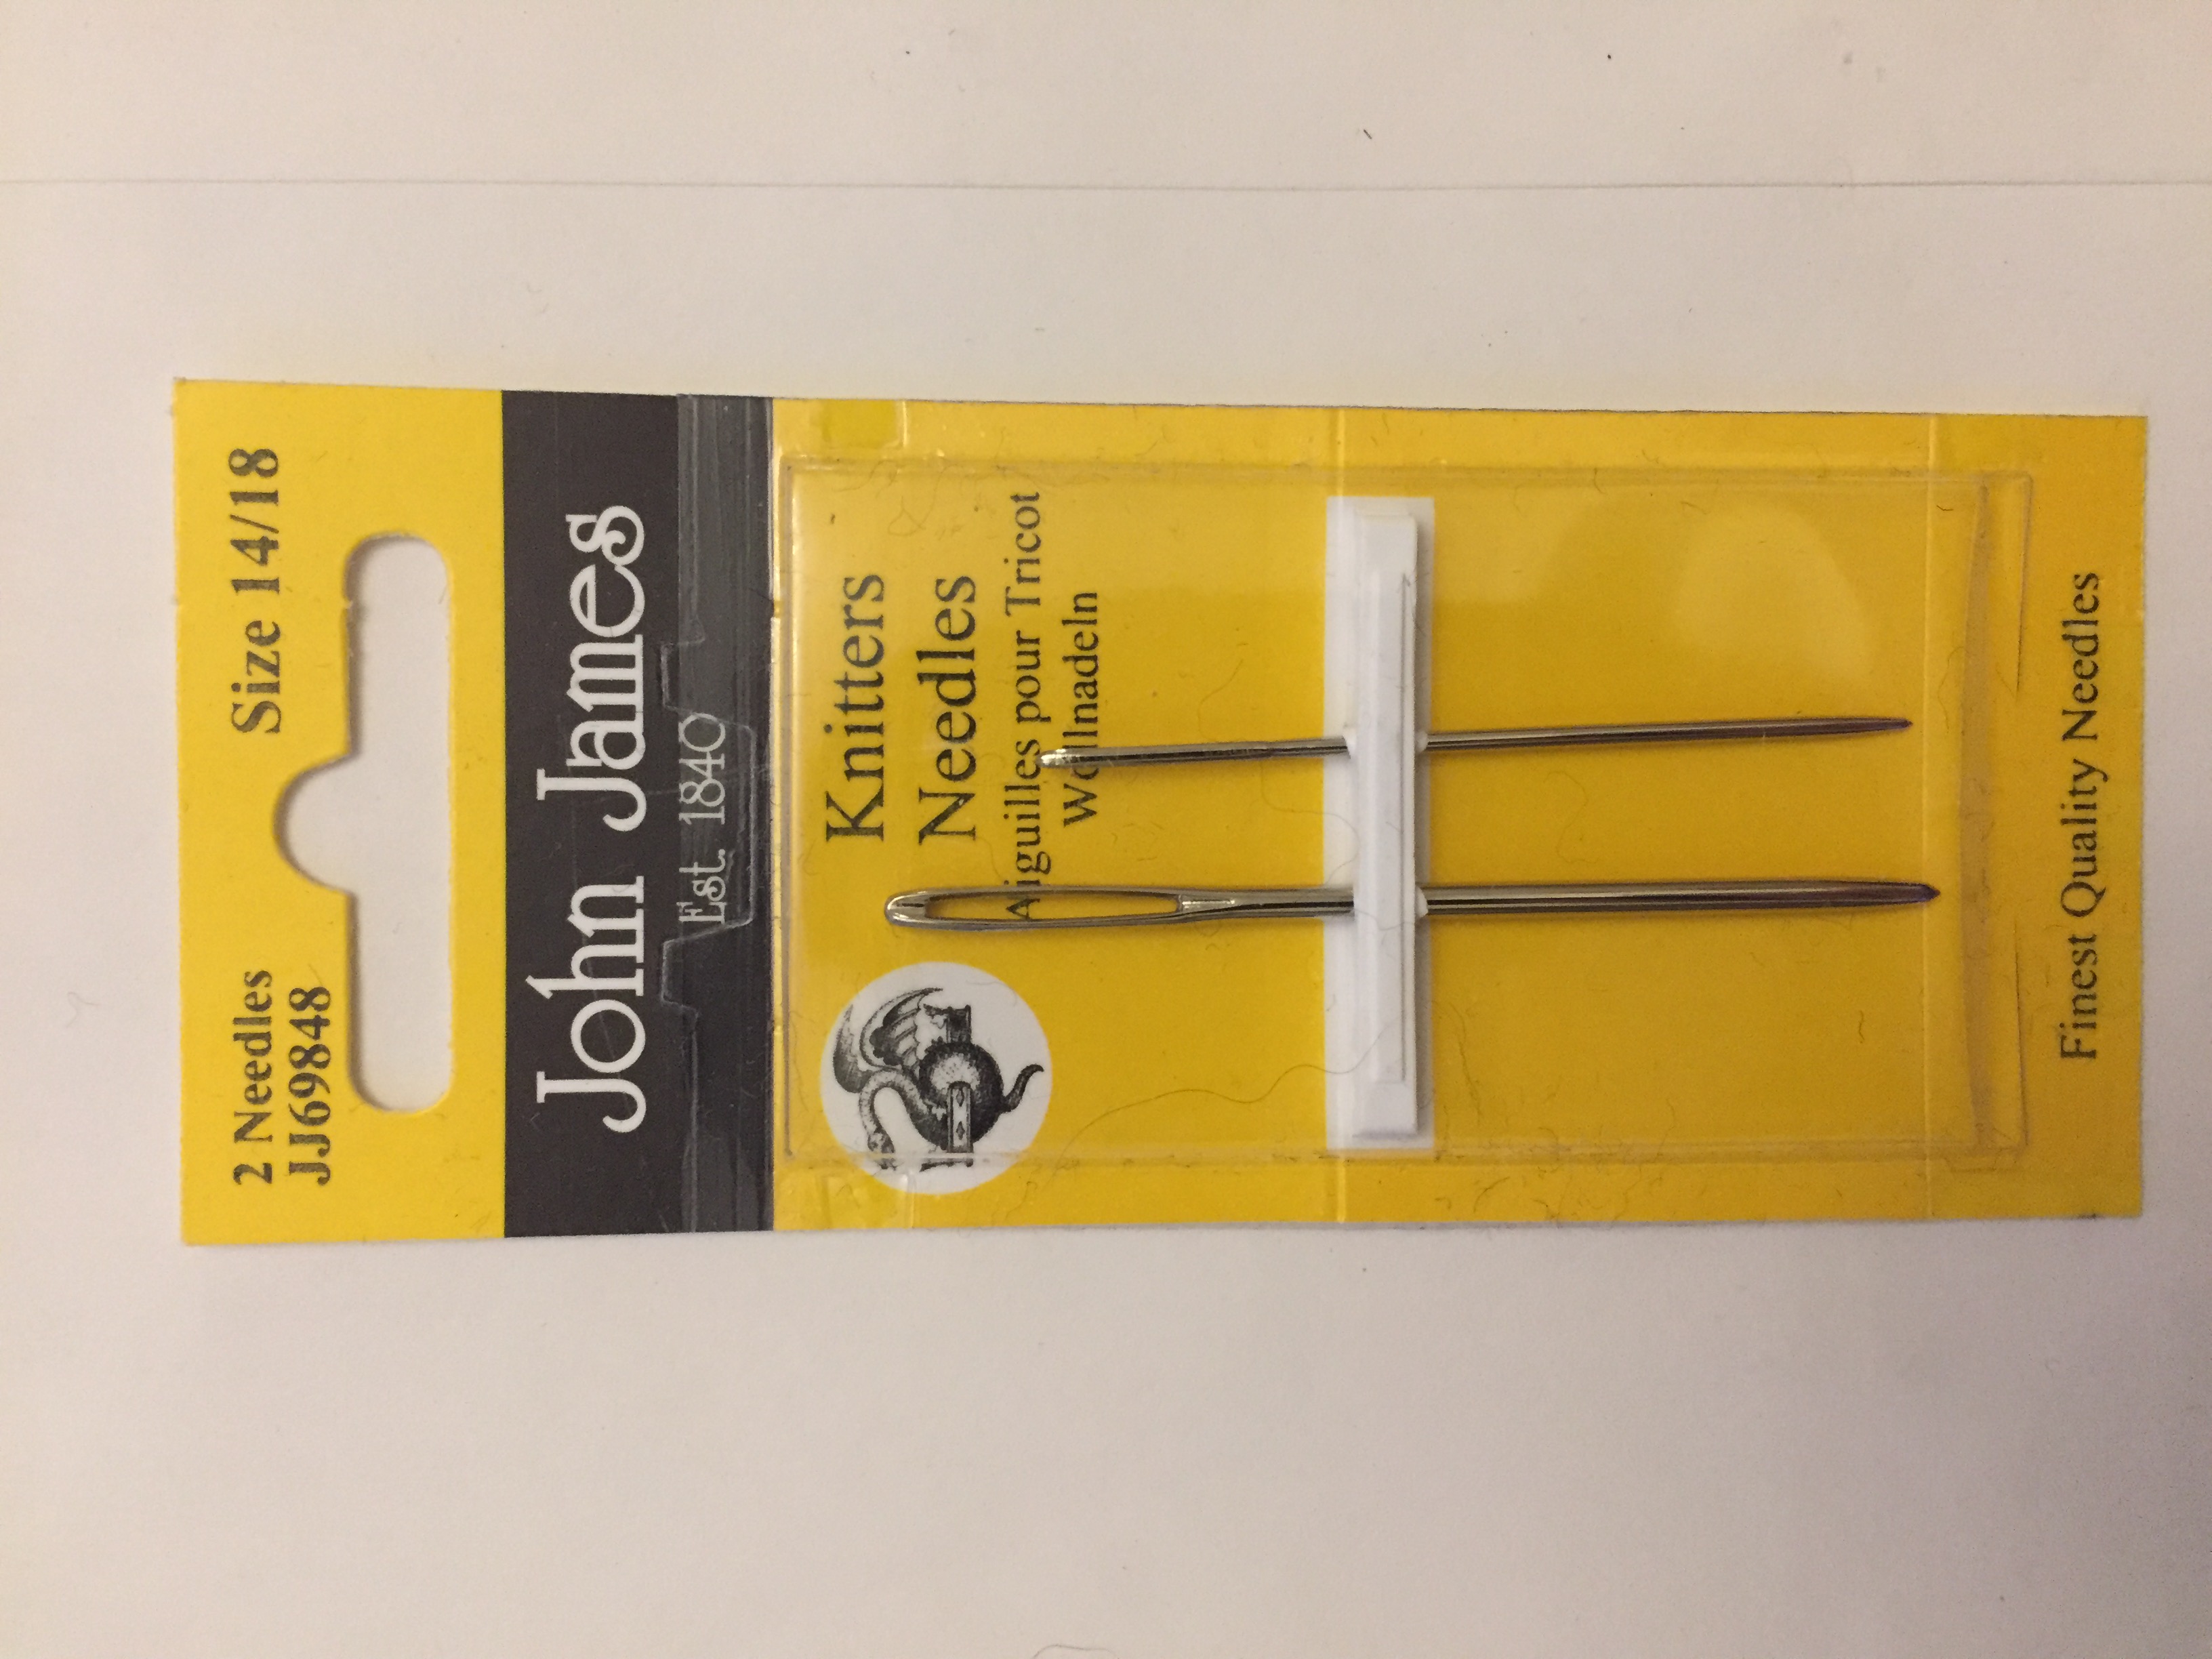 2 Needles
JJ69848
Size 14/18
John James
Est. 1840
Knitters
Needles
Aiguilles pour Tricot
Wollnadeln
Finest Quality Needles